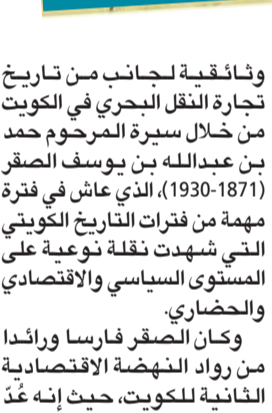 وثائقية لجانب من تاريخ
تجارة النقل البحري في الكويت
من خلال سيرة المرحوم حمد
بن عبدالله بن يوسف الصقر
(1871-1930)، الذي عاش في فترة
مهمة من فترات التاريخ الكويتي
التي شهدت نقلة نوعية على
المستوى السياسي والاقتصادي
والحضاري.
وكان الصقر فارسا ورائدا
من رواد النهضة الاقتصادية
الثانية للكويت، حيث إنه عُدّ